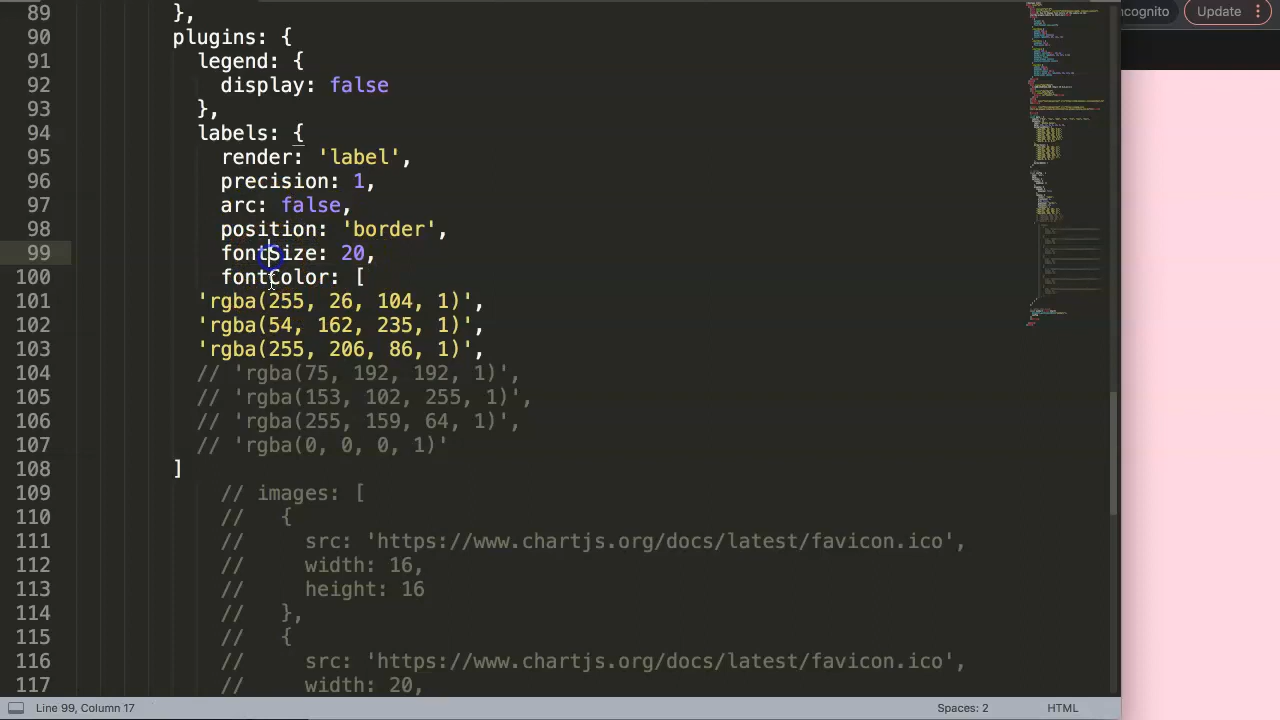 89 },
90 plugins: {
91 legend: {
92 display: false
93 },
94 labels: {
95 render: 'label',
96 precision: 1,
97 arc: false,
98 position: 'border',
99 fontSize: 20,
100 fontColor: [
101 'rgba(255, 26, 104, 1)',
102 'rgba(54, 162, 235, 1)',
103 'rgba(255, 206, 86, 1)',
104 // 'rgba(75, 192, 192, 1)',
105 // 'rgba(153, 102, 255, 1)',
106 // 'rgba(255, 159, 64, 1)',
107 // 'rgba(0, 0, 0, 1)'
108 ]
109 // images: [
110 // {
111 // src: 'https://www.chartjs.org/docs/latest/favicon.ico',
112 // width: 16,
113 // height: 16
114 // },
115 // {
116 // src: 'https://www.chartjs.org/docs/latest/favicon.ico',
117 // width: 20,
Line 99, Column 17 Spaces: 2 HTML
Update